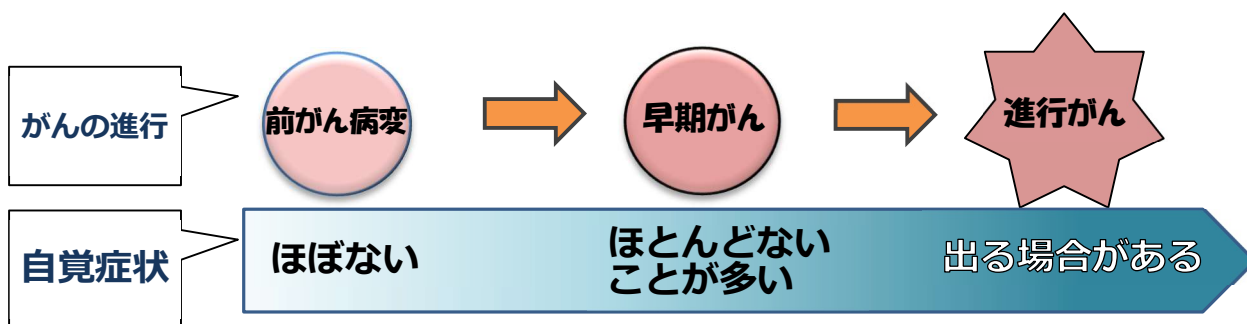 がんの進行
前がん病変
早期がん
進行がん
自覚症状
ほぼない
ほとんどない
ことが多い
出る場合がある